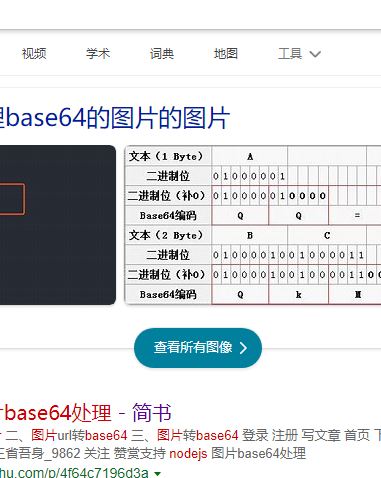 视频 学术 词典 地图 工具
理base64的图片的图片
文本（1 Byte） A
二进制位 0 1 0 0 0 0 0 1
二进制位（补0） 0 1 0 0 0 0 0 1 0 0 0 0
Base64编码 Q Q =
文本（2 Byte） B C
二进制位 0 1 0 0 0 0 1 0 0 1 0 0 0 0 1 1
二进制位（补0） 0 1 0 0 0 0 1 0 0 1 0 0 0 0 1 1 0 0
Base64编码 Q k M
查看所有图像
base64处理 - 简书
二、图片url转base64 三、图片转base64 登录 注册 写文章 首页 下
三省吾身_9862 关注 赞赏支持 nodejs 图片base64处理
hu.com/p/4f64c7196d3a